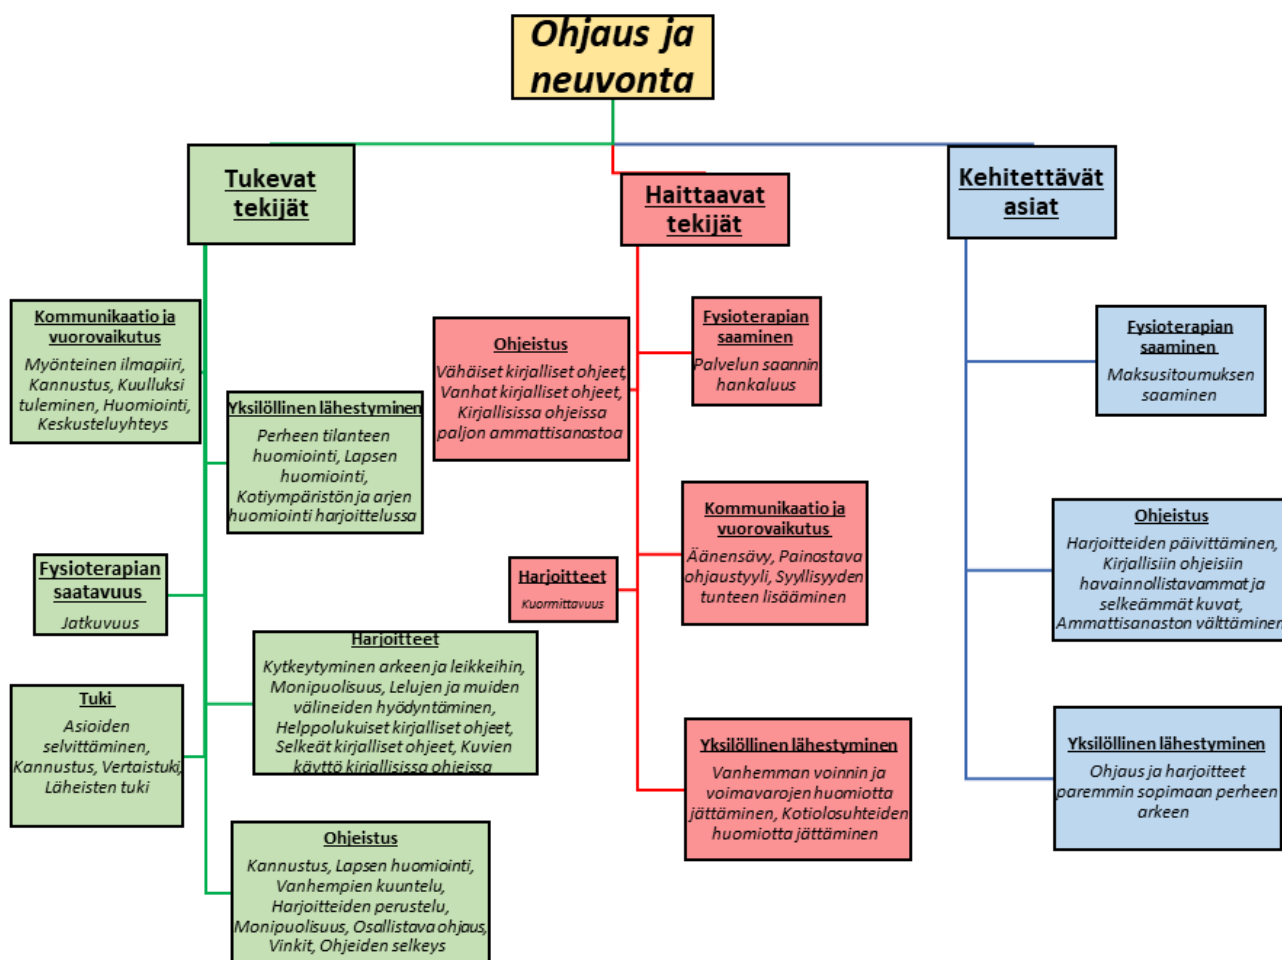 Ohjaus ja
neuvonta
Tukevat
tekijät
Kommunikaatio ja
vuorovaikutus
Myönteinen ilmapiiri,
Kannustus, Kuulluksi
tuleminen, Huomiointi,
Keskusteluyhteys
Yksilöllinen lähestyminen
Perheen tilanteen
huomiointi, Lapsen
huomiointi,
Kotiympäristön ja arjen
huomiointi harjoittelussa
Fysioterapian
saatavuus
Jatkuvuus
Harjoitteet
Kytkeytyminen arkeen ja leikkeihin,
Monipuolisuus, Lelujen ja muiden
välineiden hyödyntäminen,
Helppolukuiset kirjalliset ohjeet,
Selkeät kirjalliset ohjeet, Kuvien
käyttö kirjallisissa ohjeissa
Tuki
Asioiden
selvittäminen,
Kannustus, Vertaistuki,
Läheisten tuki
Ohjeistus
Kannustus, Lapsen huomiointi,
Vanhempien kuuntelu,
Harjoitteiden perustelu,
Monipuolisuus, Osallistava ohjaus,
Vinkit, Ohjeiden selkeys
Haittaavat
tekijät
Fysioterapian
saaminen
Palvelun saannin
hankaluus
Ohjeistus
Vähäiset kirjalliset ohjeet,
Vanhat kirjalliset ohjeet,
Kirjallisissa ohjeissa
paljon ammattisanastoa
Kommunikaatio ja
vuorovaikutus
Äänensävy, Painostava
ohjaustyyli, Syyllisyyden
tunteen lisääminen
Harjoitteet
Kuormittavuus
Yksilöllinen lähestyminen
Vanhemman voinnin ja
voimavarojen huomiotta
jättäminen, Kotiolosuhteiden
huomiotta jättäminen
Kehitettävät
asiat
Fysioterapian
saaminen
Maksusitoumuksen
saaminen
Ohjeistus
Harjoitteiden päivittäminen,
Kirjallisiin ohjeisiin
havainnollistavammat ja
selkeämmät kuvat,
Ammattisanaston välttäminen
Yksilöllinen lähestyminen
Ohjaus ja harjoitteet
paremmin sopimaan perheen
arkeen